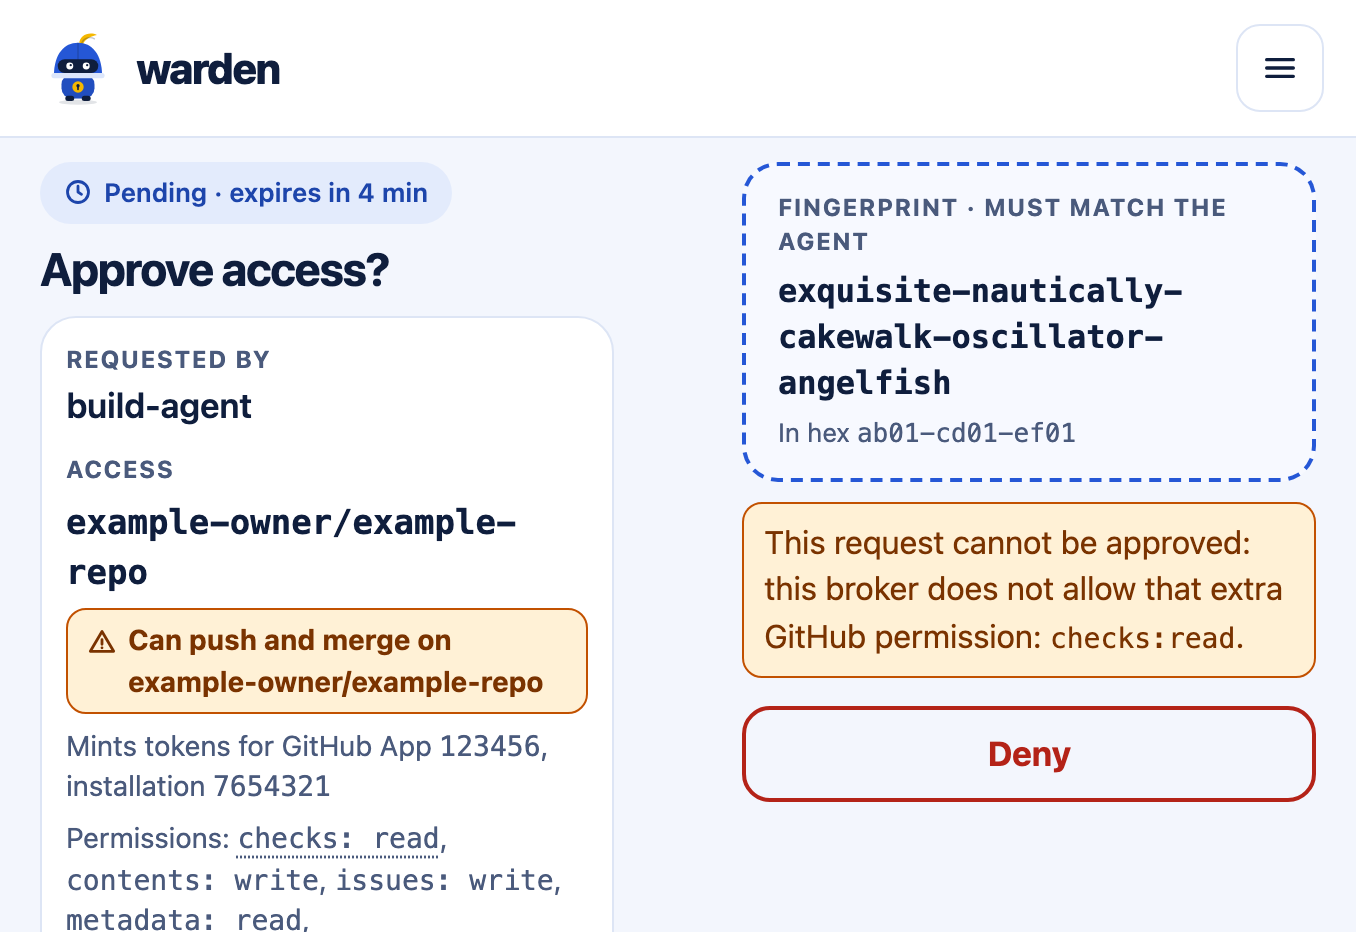 warden
Pending · expires in 4 min
Approve access?
REQUESTED BY
build-agent
ACCESS
example-owner/example-
repo
Can push and merge on
example-owner/example-repo
Mints tokens for GitHub App 123456,
installation 7654321
Permissions: checks: read,
contents: write, issues: write,
metadata: read,
FINGERPRINT · MUST MATCH THE
AGENT
exquisite-nautically-
cakewalk-oscillator-
angelfish
In hex ab01-cd01-ef01
This request cannot be approved:
this broker does not allow that extra
GitHub permission: checks:read.
Deny